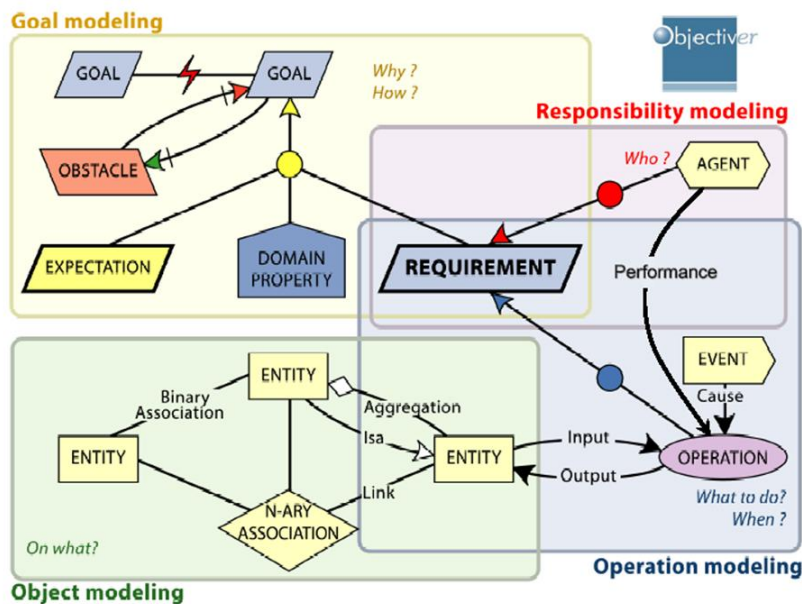 Goal modeling
Objectiver
GOAL
GOAL
Why ?
How ?
Responsibility modeling
OBSTACLE
Who ?
AGENT
EXPECTATION
DOMAIN
PROPERTY
REQUIREMENT
Performance
EVENT
Cause
ENTITY
Binary
Association
Aggregation
Isa
ENTITY
ENTITY
Input
Output
OPERATION
Link
N-ARY
ASSOCIATION
What to do?
When ?
On what?
Operation modeling
Object modeling